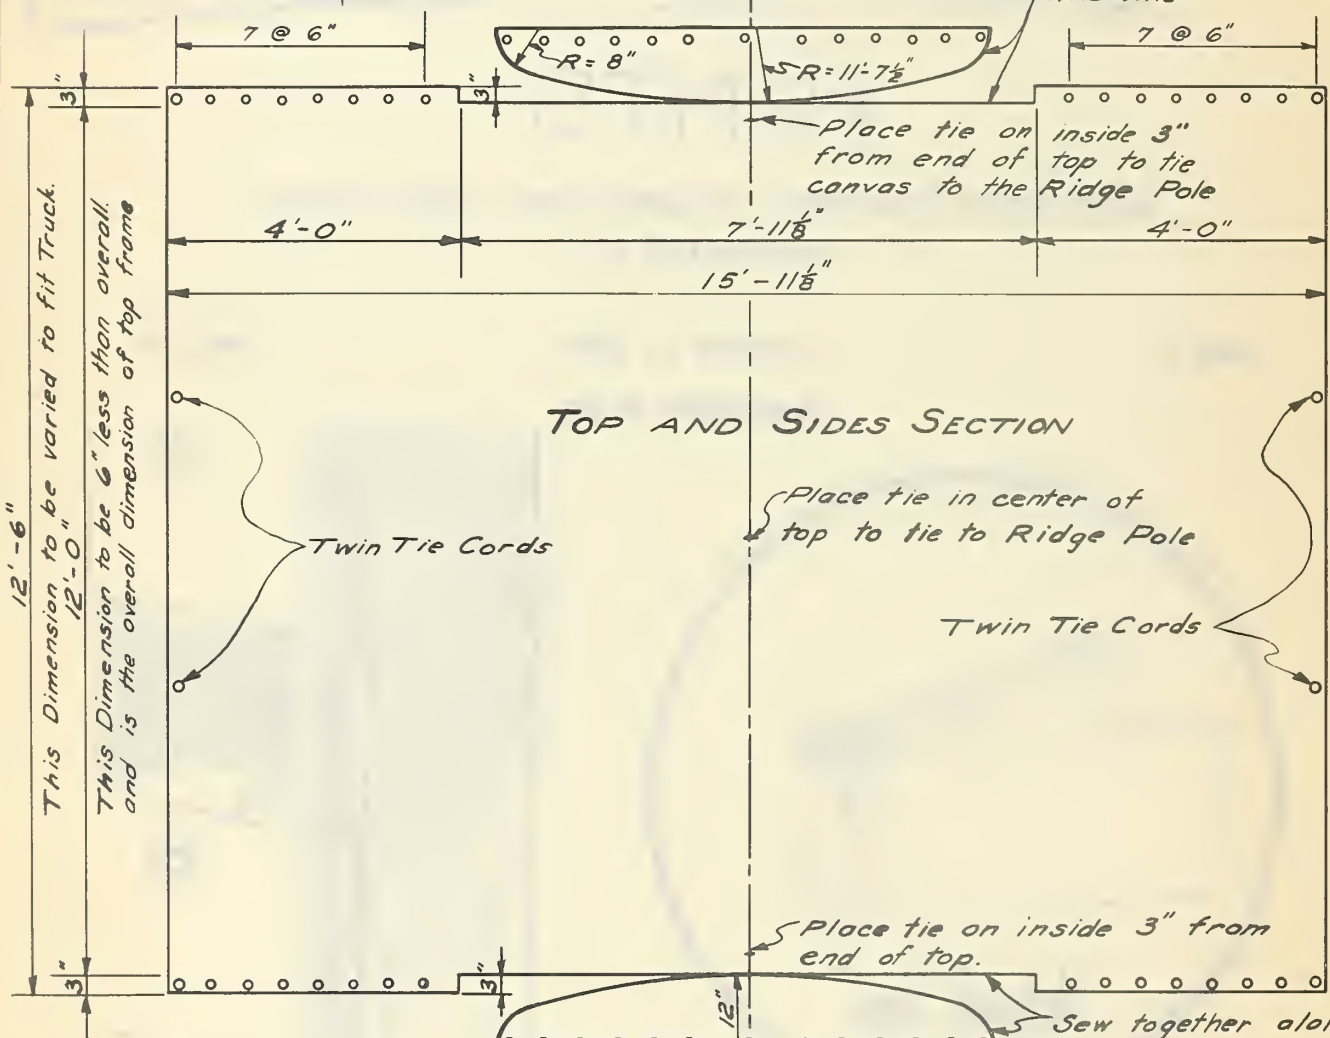 7 @ 6"
7 @ 6"
R = 8"
R = 11'-7½"
3"
3"
Place tie on inside 3"
from end of top to tie
canvas to the Ridge Pole
4'-0"
7'-11⅛"
4'-0"
15'-11⅛"
12'-6"
This Dimension to be varied to fit Truck.
12'-0"
This Dimension to be 6" less than overall.
and is the overall dimension of top frame
TOP AND SIDES SECTION
Place tie in center of
top to tie to Ridge Pole
Twin Tie Cords
Twin Tie Cords
Place tie on inside 3" from
end of top.
3"
3"
12"
Sew together